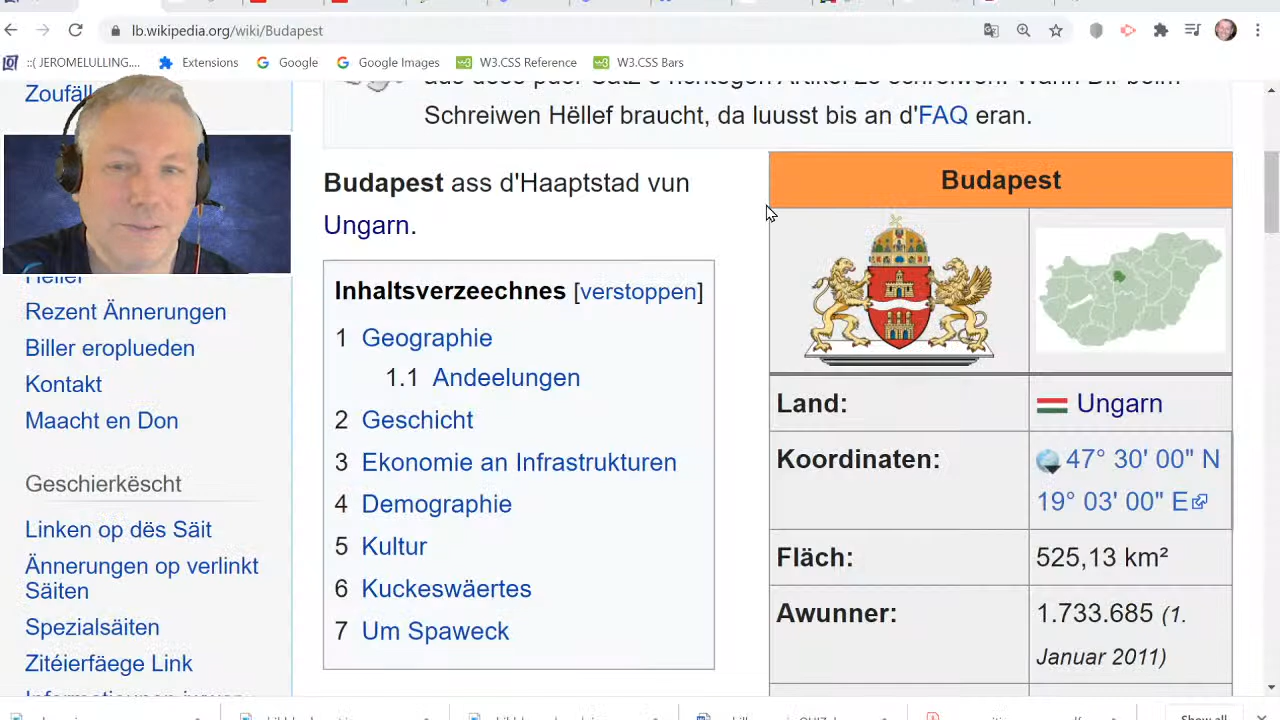 lb.wikipedia.org/wiki/Budapest
::( JEROMELULLING....
Extensions
Google
Google Images
W3.CSS Reference
W3.CSS Bars
Zoufäll
Schreiwen Hëllef braucht, da luusst bis an d'FAQ eran.
Budapest ass d'Haaptstad vun
Ungarn.
Inhaltsverzeechnes [verstoppen]
1 Geographie
1.1 Andeelungen
2 Geschicht
3 Ekonomie an Infrastrukturen
4 Demographie
5 Kultur
6 Kuckeswäertes
7 Um Spaweck
Rezent Ännerungen
Biller eroplueden
Kontakt
Maacht en Don
Geschierkëscht
Linken op dës Säit
Ännerungen op verlinkt
Säiten
Spezialsäiten
Zitéierfäege Link
Budapest
Land: Ungarn
Koordinaten: 47° 30' 00" N
19° 03' 00" E
Fläch: 525,13 km²
Awunner: 1.733.685 (1.
Januar 2011)
Show all